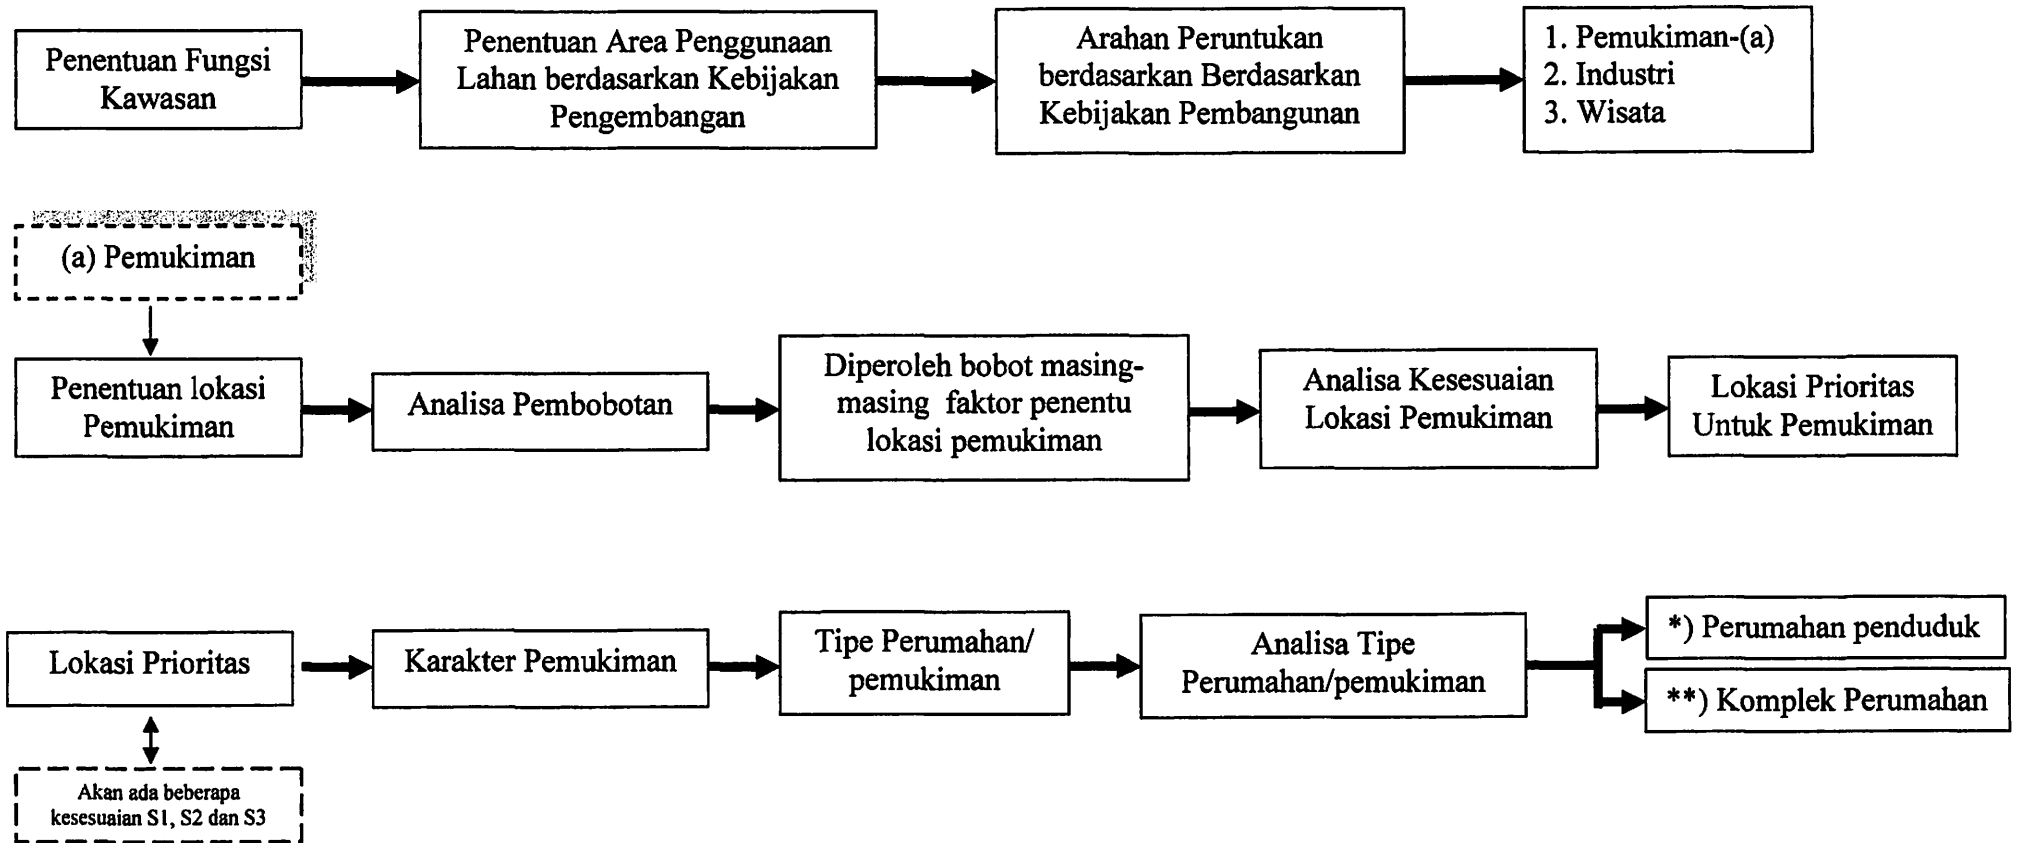 Penentuan Fungsi
Kawasan
Penentuan Area Penggunaan
Lahan berdasarkan Kebijakan
Pengembangan
Arahan Peruntukan
berdasarkan Berdasarkan
Kebijakan Pembangunan
1. Pemukiman-(a)
2. Industri
3. Wisata
(a) Pemukiman
Penentuan lokasi
Pemukiman
Analisa Pembobotan
Diperoleh bobot masing-
masing faktor penentu
lokasi pemukiman
Analisa Kesesuaian
Lokasi Pemukiman
Lokasi Prioritas
Untuk Pemukiman
Lokasi Prioritas
Karakter Pemukiman
Tipe Perumahan/
pemukiman
Analisa Tipe
Perumahan/pemukiman
*) Perumahan penduduk
**) Komplek Perumahan
Akan ada beberapa
kesesuaian S1, S2 dan S3